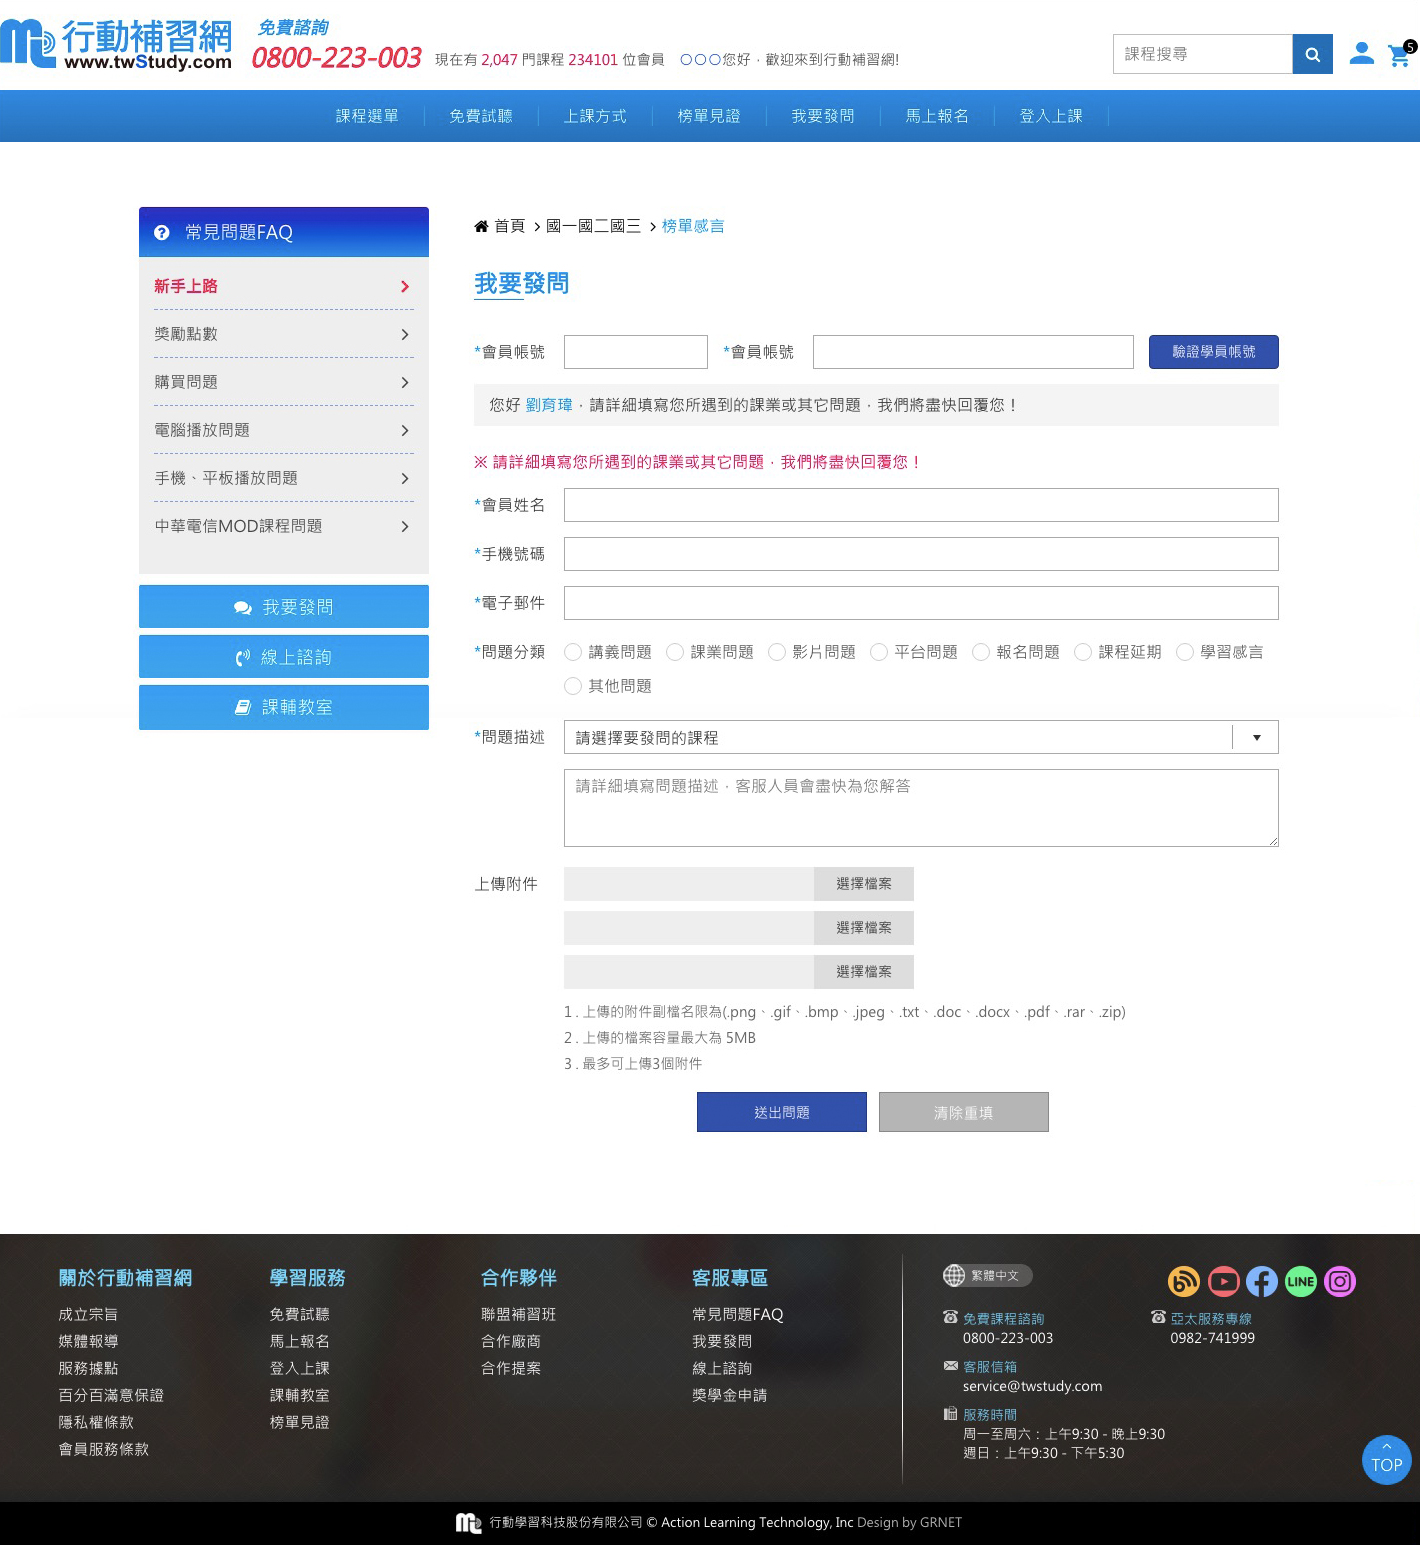 行動補習網
www.twStudy.com
免費諮詢
0800-223-003
現在有 2,047 門課程 234101 位會員 〇〇〇您好，歡迎來到行動補習網!
課程搜尋
5
課程選單 免費試聽 上課方式 榜單見證 我要發問 馬上報名 登入上課
常見問題FAQ
新手上路
獎勵點數
購買問題
電腦播放問題
手機、平板播放問題
中華電信MOD課程問題
我要發問
線上諮詢
課輔教室
首頁 > 國一國二國三 > 榜單感言
我要發問
*會員帳號 *會員帳號 驗證學員帳號
您好 劉育瑋，請詳細填寫您所遇到的課業或其它問題，我們將盡快回覆您！
※ 請詳細填寫您所遇到的課業或其它問題，我們將盡快回覆您！
*會員姓名
*手機號碼
*電子郵件
*問題分類 講義問題 課業問題 影片問題 平台問題 報名問題 課程延期 學習感言
其他問題
*問題描述 請選擇要發問的課程
請詳細填寫問題描述，客服人員會盡快為您解答
上傳附件 選擇檔案
選擇檔案
選擇檔案
1 . 上傳的附件副檔名限為(.png、.gif、.bmp、.jpeg、.txt、.doc、.docx、.pdf、.rar、.zip)
2 . 上傳的檔案容量最大為 5MB
3 . 最多可上傳3個附件
送出問題 清除重填
關於行動補習網
成立宗旨
媒體報導
服務據點
百分百滿意保證
隱私權條款
會員服務條款
學習服務
免費試聽
馬上報名
登入上課
課輔教室
榜單見證
合作夥伴
聯盟補習班
合作廠商
合作提案
客服專區
常見問題FAQ
我要發問
線上諮詢
獎學金申請
繁體中文
LINE
免費課程諮詢
0800-223-003
亞太服務專線
0982-741999
客服信箱
service@twstudy.com
服務時間
周一至周六：上午9:30 - 晚上9:30
週日：上午9:30 - 下午5:30
TOP
行動學習科技股份有限公司 © Action Learning Technology, Inc Design by GRNET